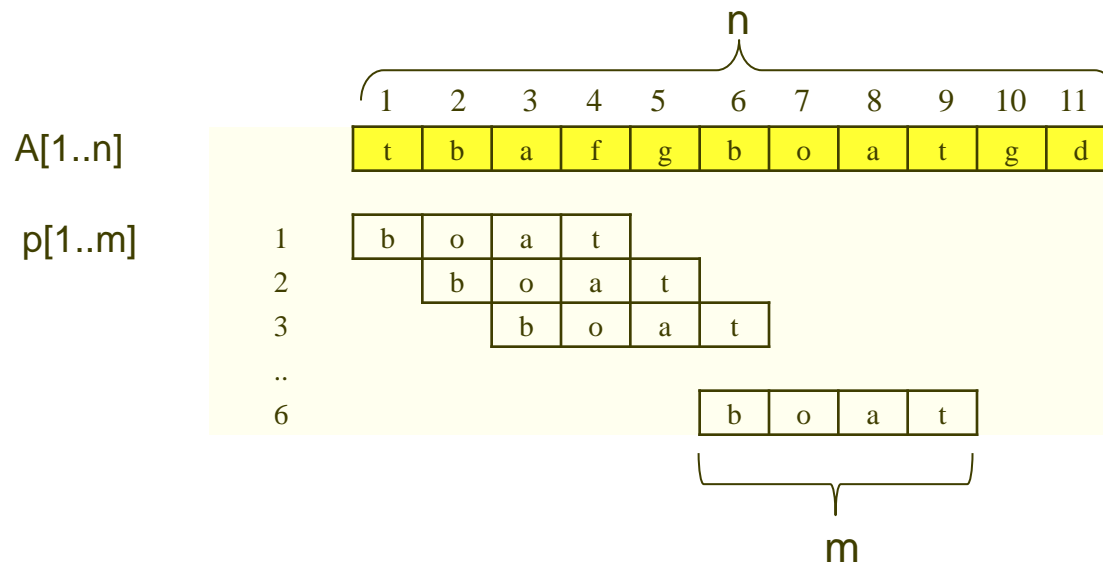 n
1 2 3 4 5 6 7 8 9 10 11
A[1..n] t b a f g b o a t g d
p[1..m] 1 b o a t
2 b o a t
3 b o a t
..
6 b o a t
m